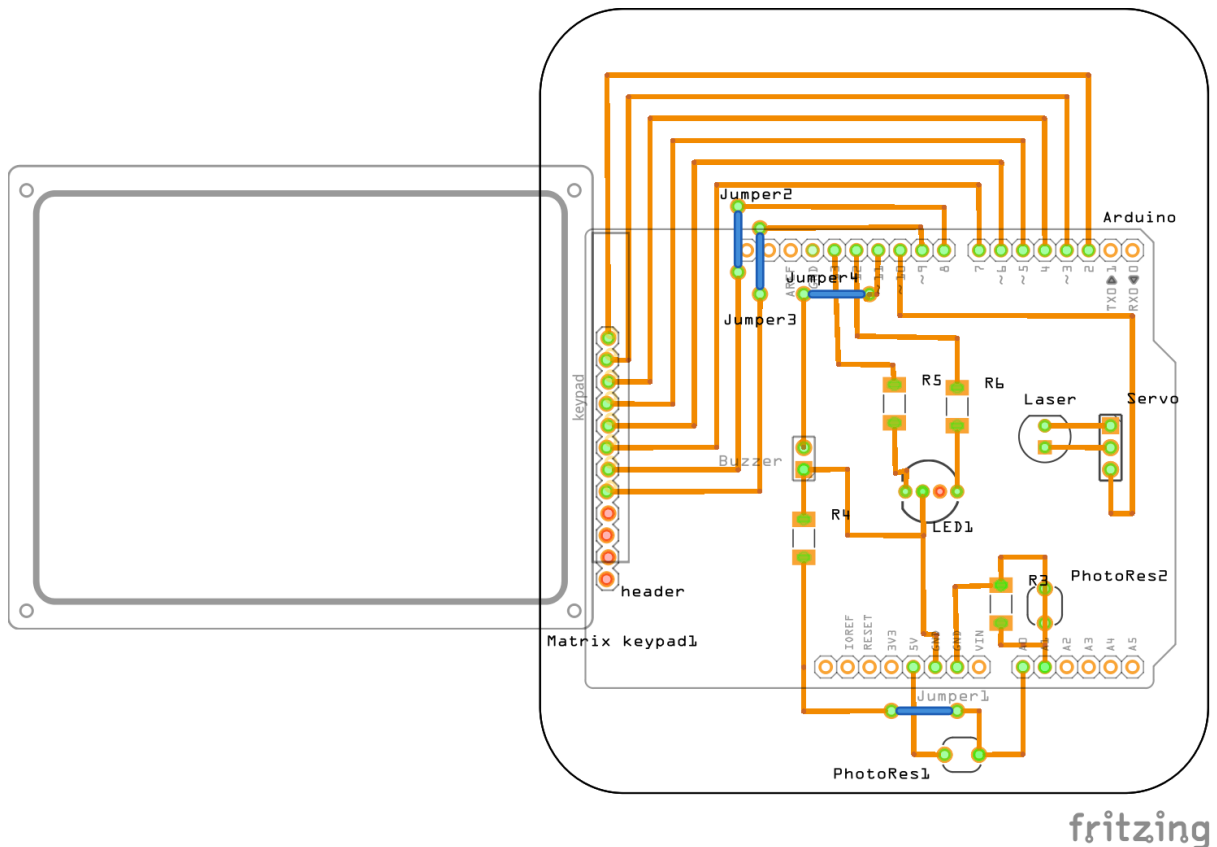 Jumper2
Arduino
AREF
GND
13
12
~11
~10
~9
8
7
~6
~5
4
~3
2
TXD 1
RXD 0
Jumper4
Jumper3
keypad
R5
R6
Laser
Servo
Buzzer
R4
LED1
header
R3
PhotoRes2
Matrix keypad1
IOREF
RESET
3V3
5V
GND
GND
VIN
A0
A1
A2
A3
A4
A5
Jumper1
PhotoRes1
fritzing